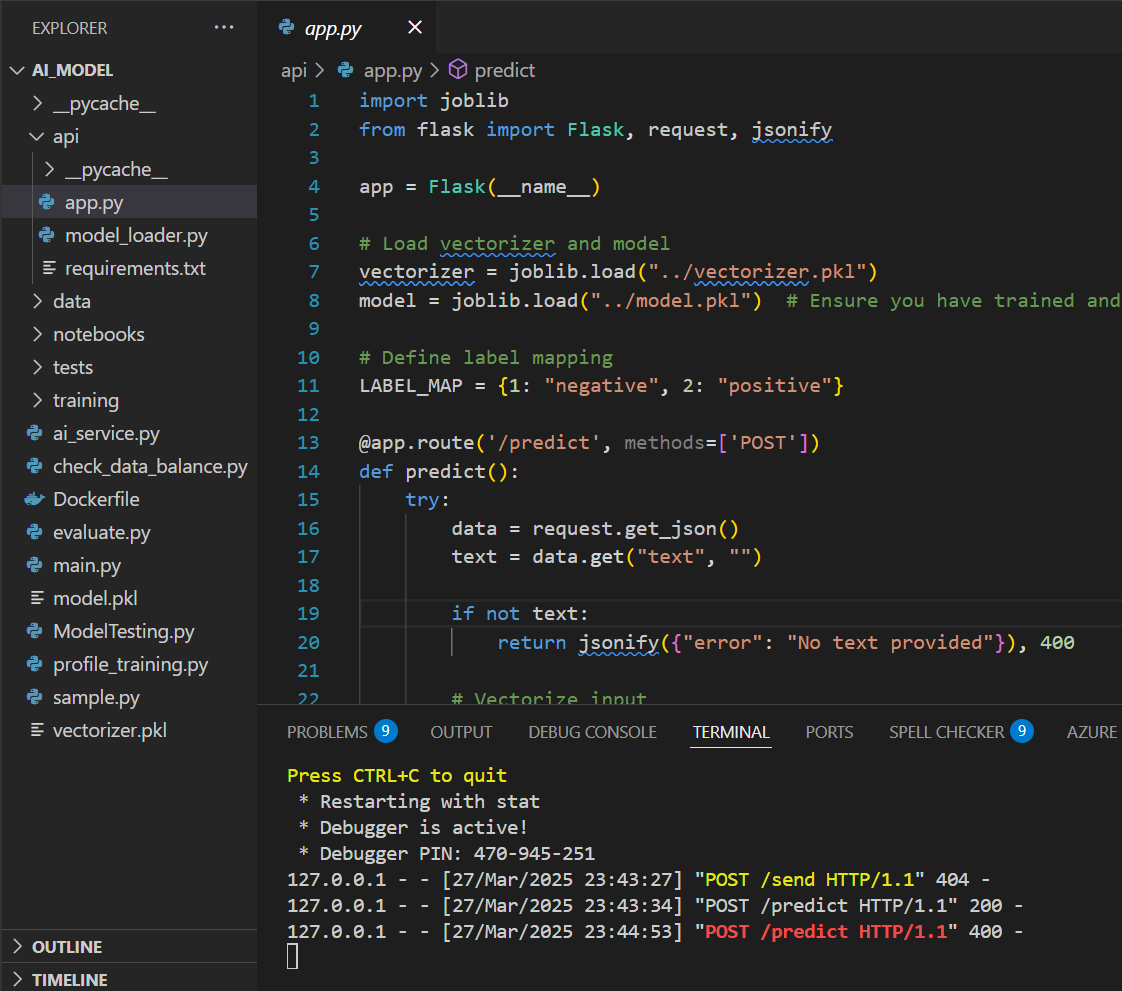 EXPLORER ...
AI_MODEL
__pycache__
api
__pycache__
app.py
model_loader.py
requirements.txt
data
notebooks
tests
training
ai_service.py
check_data_balance.py
Dockerfile
evaluate.py
main.py
model.pkl
ModelTesting.py
profile_training.py
sample.py
vectorizer.pkl
OUTLINE
TIMELINE
app.py
api > app.py > predict
1 import joblib
2 from flask import Flask, request, jsonify
3
4 app = Flask(__name__)
5
6 # Load vectorizer and model
7 vectorizer = joblib.load("../vectorizer.pkl")
8 model = joblib.load("../model.pkl")  # Ensure you have trained and
9
10 # Define label mapping
11 LABEL_MAP = {1: "negative", 2: "positive"}
12
13 @app.route('/predict', methods=['POST'])
14 def predict():
15     try:
16         data = request.get_json()
17         text = data.get("text", "")
18
19         if not text:
20             return jsonify({"error": "No text provided"}), 400
21
22         # Vectorize input
PROBLEMS 9 OUTPUT DEBUG CONSOLE TERMINAL PORTS SPELL CHECKER 9 AZURE
Press CTRL+C to quit
 * Restarting with stat
 * Debugger is active!
 * Debugger PIN: 470-945-251
127.0.0.1 - - [27/Mar/2025 23:43:27] "POST /send HTTP/1.1" 404 -
127.0.0.1 - - [27/Mar/2025 23:43:34] "POST /predict HTTP/1.1" 200 -
127.0.0.1 - - [27/Mar/2025 23:44:53] "POST /predict HTTP/1.1" 400 -